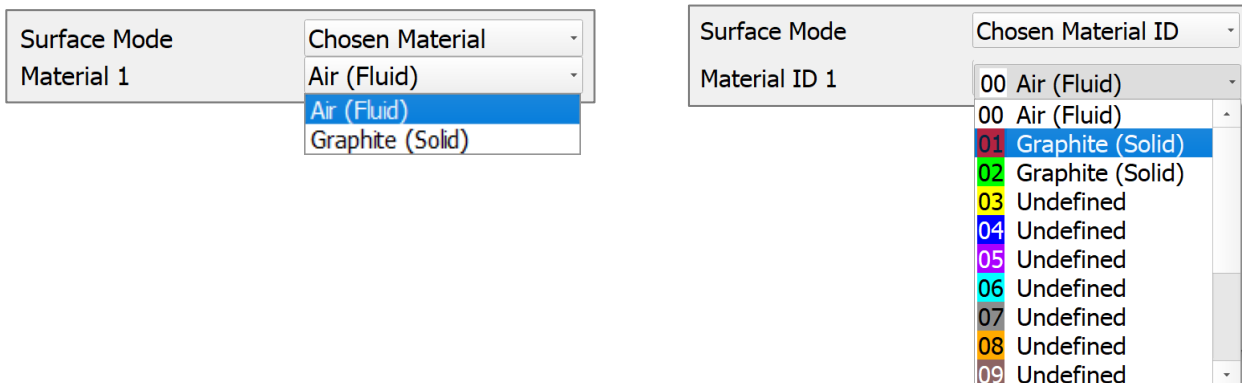 Surface Mode Chosen Material
Material 1 Air (Fluid)
Air (Fluid)
Graphite (Solid)
Surface Mode Chosen Material ID
Material ID 1 00 Air (Fluid)
00 Air (Fluid)
01 Graphite (Solid)
02 Graphite (Solid)
03 Undefined
04 Undefined
05 Undefined
06 Undefined
07 Undefined
08 Undefined
09 Undefined